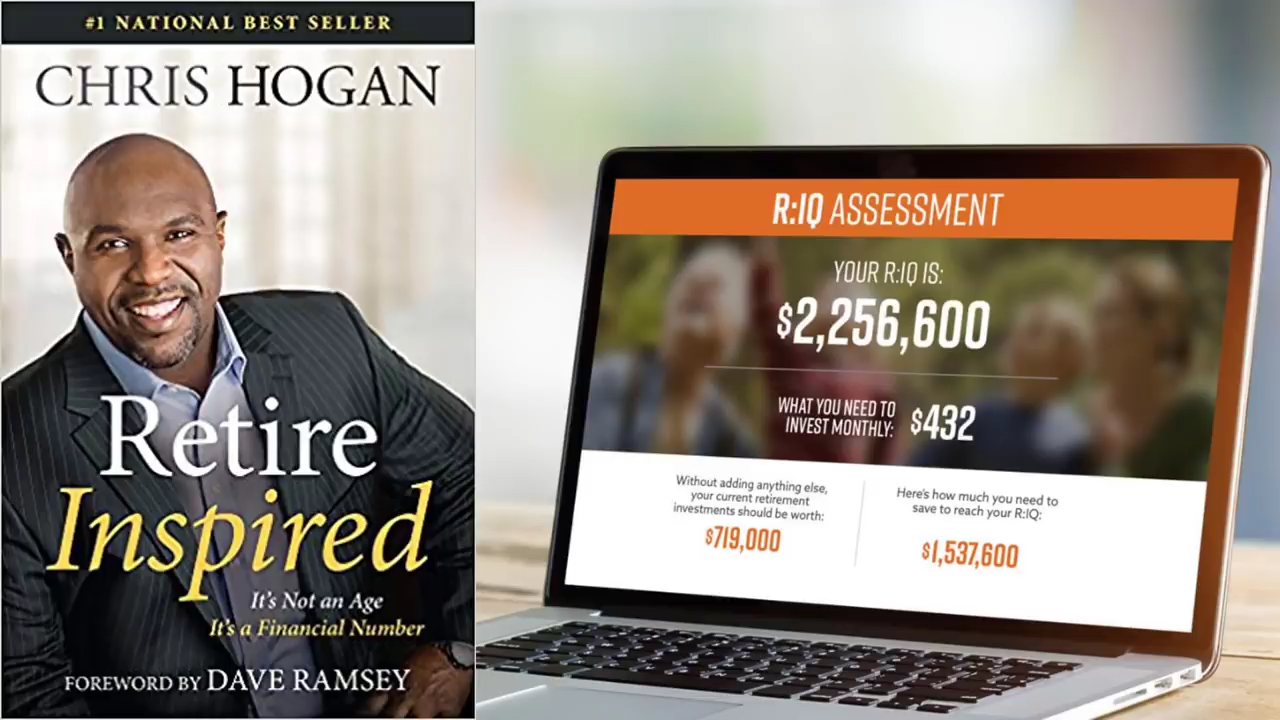 #1 NATIONAL BEST SELLER
CHRIS HOGAN
Retire
Inspired
It's Not an Age
It's a Financial Number
FOREWORD BY DAVE RAMSEY
R:IQ ASSESSMENT
YOUR R:IQ IS:
$2,256,600
WHAT YOU NEED TO
INVEST MONTHLY:
$432
Without adding anything else,
your current retirement
investments should be worth:
$719,000
Here's how much you need to
save to reach your R:IQ:
$1,537,600